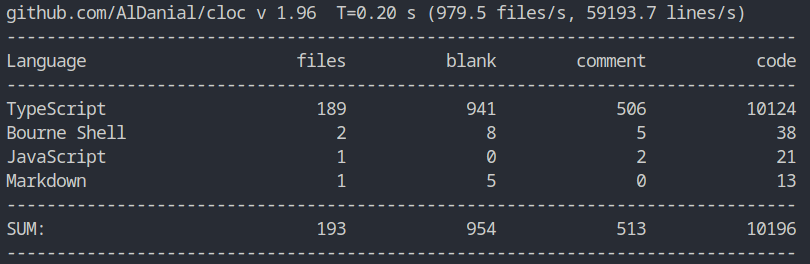 github.com/AlDanial/cloc v 1.96  T=0.20 s (979.5 files/s, 59193.7 lines/s)
-------------------------------------------------------------------------------
Language                     files          blank        comment           code
-------------------------------------------------------------------------------
TypeScript                     189            941            506          10124
Bourne Shell                     2              8              5             38
JavaScript                       1              0              2             21
Markdown                         1              5              0             13
-------------------------------------------------------------------------------
SUM:                           193            954            513          10196
-------------------------------------------------------------------------------